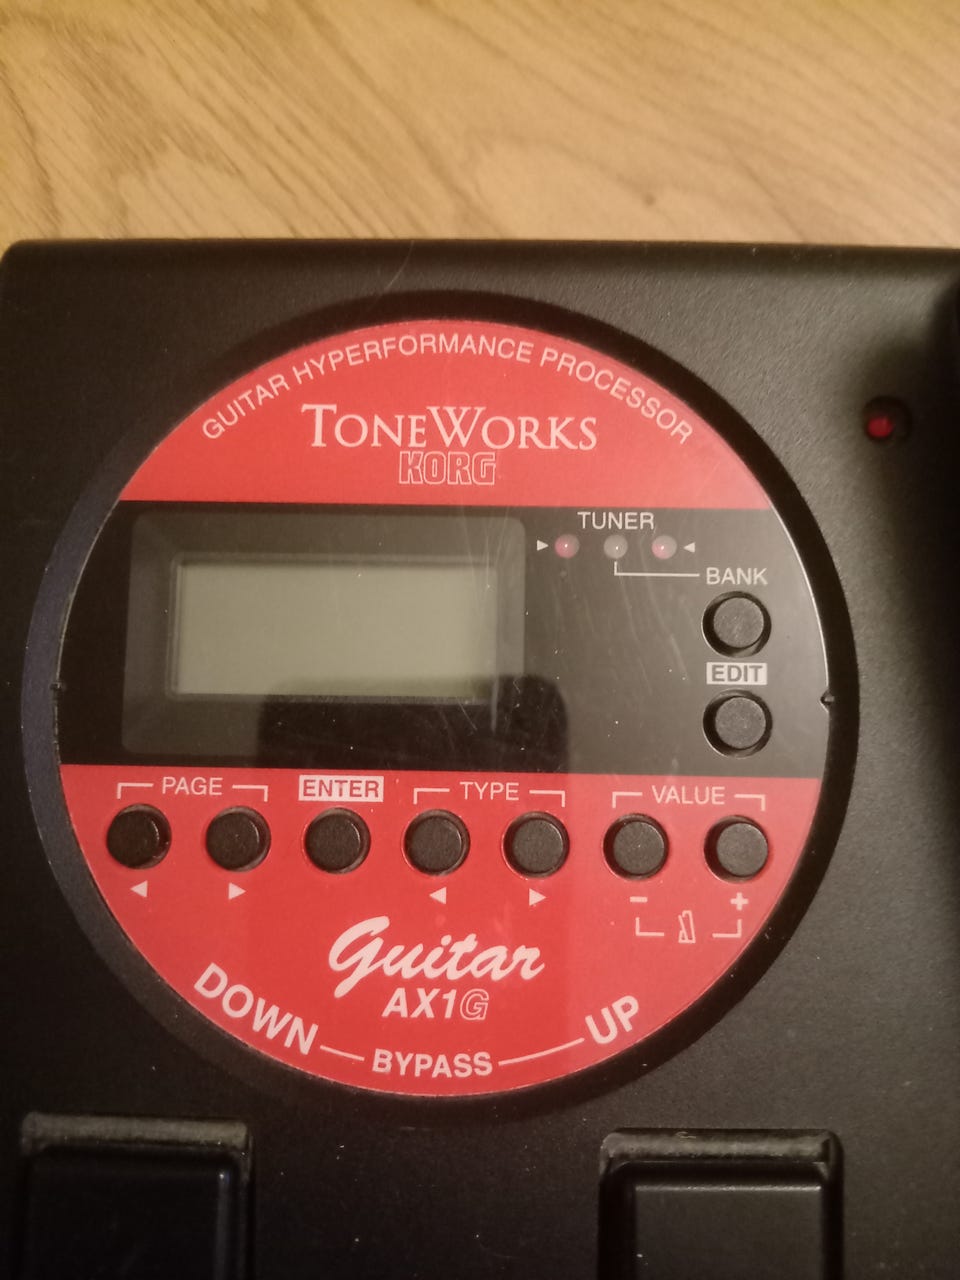 GUITAR HYPERFORMANCE PROCESSOR
TONEWORKS
KORG
TUNER
BANK
EDIT
PAGE ENTER TYPE VALUE
- +
Guitar
AX1G
DOWN BYPASS UP